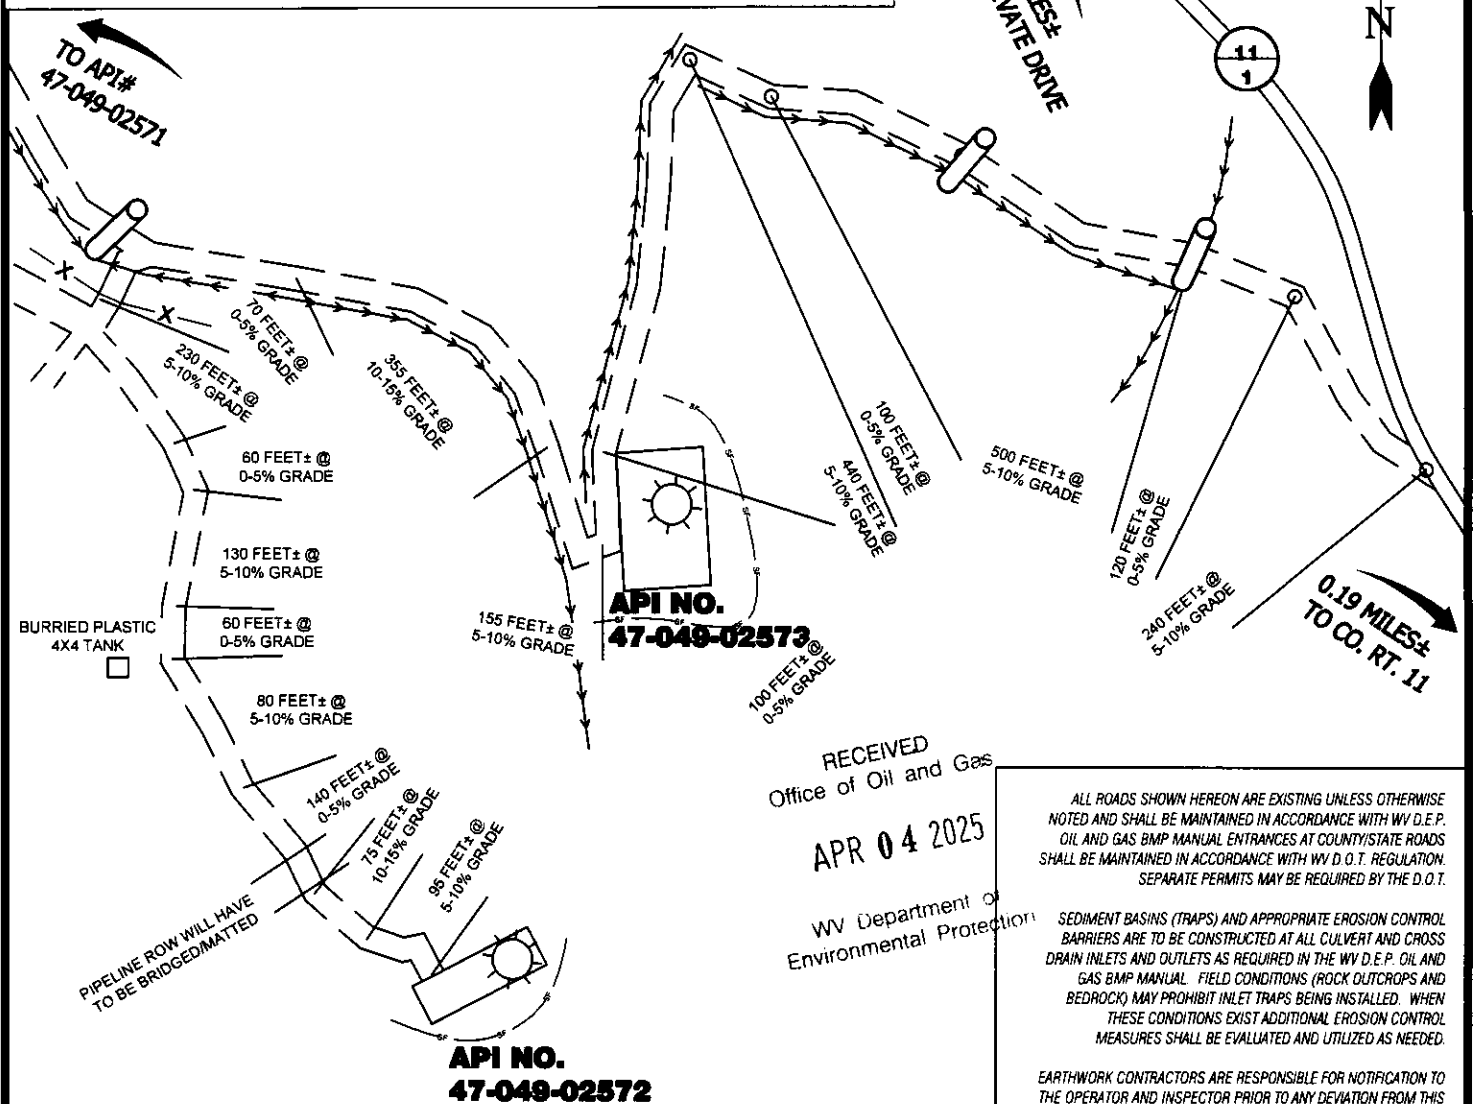 TO API#
47-049-02571
VATE DRIVE
11
1
N
70 FEET± @
0-5% GRADE
230 FEET± @
5-10% GRADE
355 FEET± @
10-15% GRADE
60 FEET± @
0-5% GRADE
130 FEET± @
5-10% GRADE
BURRIED PLASTIC
4X4 TANK
60 FEET± @
0-5% GRADE
80 FEET± @
5-10% GRADE
140 FEET± @
0-5% GRADE
75 FEET± @
10-15% GRADE
95 FEET± @
5-10% GRADE
PIPELINE ROW WILL HAVE
TO BE BRIDGED/MATTED
API NO.
47-049-02572
155 FEET± @
5-10% GRADE
API NO.
47-049-02573
SF
SF
SF
SF
SF
SF
SF
SF
SF
SF
100 FEET± @
0-5% GRADE
440 FEET± @
5-10% GRADE
100 FEET± @
0-5% GRADE
500 FEET± @
5-10% GRADE
120 FEET± @
0-5% GRADE
240 FEET± @
5-10% GRADE
0.19 MILES±
TO CO. RT. 11
RECEIVED
Office of Oil and Gas
APR 04 2025
WV Department of
Environmental Protection
ALL ROADS SHOWN HEREON ARE EXISTING UNLESS OTHERWISE
NOTED AND SHALL BE MAINTAINED IN ACCORDANCE WITH WV D.E.P.
OIL AND GAS BMP MANUAL ENTRANCES AT COUNTY/STATE ROADS
SHALL BE MAINTAINED IN ACCORDANCE WITH WV D.O.T. REGULATION.
SEPARATE PERMITS MAY BE REQUIRED BY THE D.O.T.
SEDIMENT BASINS (TRAPS) AND APPROPRIATE EROSION CONTROL
BARRIERS ARE TO BE CONSTRUCTED AT ALL CULVERT AND CROSS
DRAIN INLETS AND OUTLETS AS REQUIRED IN THE WV D.E.P. OIL AND
GAS BMP MANUAL. FIELD CONDITIONS (ROCK OUTCROPS AND
BEDROCK) MAY PROHIBIT INLET TRAPS BEING INSTALLED. WHEN
THESE CONDITIONS EXIST ADDITIONAL EROSION CONTROL
MEASURES SHALL BE EVALUATED AND UTILIZED AS NEEDED.
EARTHWORK CONTRACTORS ARE RESPONSIBLE FOR NOTIFICATION TO
THE OPERATOR AND INSPECTOR PRIOR TO ANY DEVIATION FROM THIS